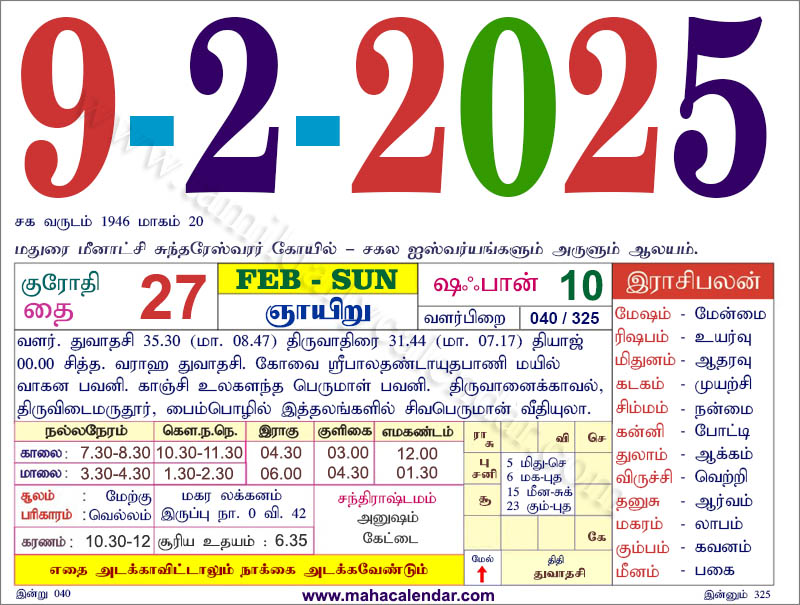 9-2-2025
சக வருடம் 1946 மாகம் 20
மதுரை மீனாட்சி சுந்தரேஸ்வரர் கோயில் – சகல ஐஸ்வர்யங்களும் அருளும் ஆலயம்.
குரோதி
தை 27
FEB - SUN
ஞாயிறு
ஷஃபான் 10
வளர்பிறை 040 / 325
வளர். துவாதசி 35.30 (மா. 08.47) திருவாதிரை 31.44 (மா. 07.17) தியாஜ்
00.00 சித்த. வராஹ துவாதசி. கோவை ஸ்ரீபாலதண்டாயுதபாணி மயில்
வாகன பவனி. காஞ்சி உலகளந்த பெருமாள் பவனி. திருவானைக்காவல்,
திருவிடைமருதூர், பைம்பொழில் இத்தலங்களில் சிவபெருமான் வீதியுலா.
நல்லநேரம் கௌ.ந.நெ. இராகு குளிகை எமகண்டம்
காலை: 7.30-8.30 10.30-11.30 04.30 03.00 12.00
மாலை: 3.30-4.30 1.30-2.30 06.00 04.30 01.30
சூலம் : மேற்கு
பரிகாரம் :வெல்லம்
மகர லக்கனம்
இருப்பு நா. 0 வி. 42
சந்திராஷ்டமம்
அனுஷம்
கேட்டை
கரணம்: 10.30-12 சூரிய உதயம் : 6.35
எதை அடக்காவிட்டாலும் நாக்கை அடக்கவேண்டும்
ரா
சு
வி செ
பு
சனி
சூ
5 மிது-செ
6 மக-புத
15 மீன-சுக்
23 கும்-புத
கே
மேல்
திதி
துவாதசி
இராசிபலன்
மேஷம் - மேன்மை
ரிஷபம் - உயர்வு
மிதுனம் - ஆதரவு
கடகம் - முயற்சி
சிம்மம் - நன்மை
கன்னி - போட்டி
துலாம் - ஆக்கம்
விருச்சி - வெற்றி
தனுசு - ஆர்வம்
மகரம் - லாபம்
கும்பம் - கவனம்
மீனம் - பகை
இன்று 040
www.mahacalendar.com
இன்னும் 325